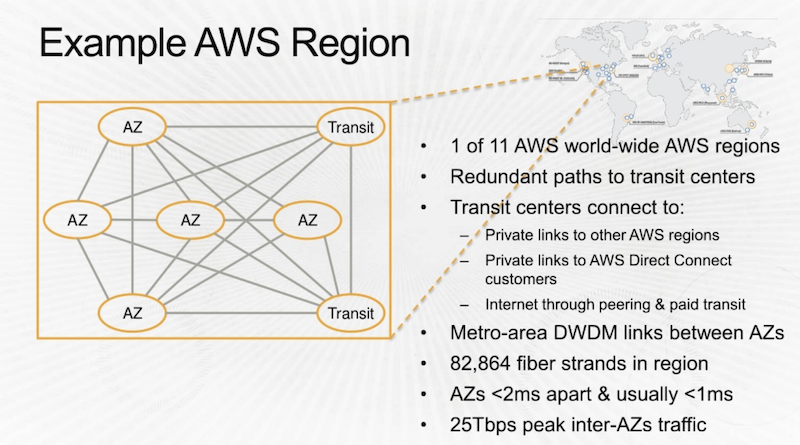 Example AWS Region
AZ
Transit
AZ
AZ
AZ
AZ
Transit
• 1 of 11 AWS world-wide AWS regions
• Redundant paths to transit centers
• Transit centers connect to:
– Private links to other AWS regions
– Private links to AWS Direct Connect
customers
– Internet through peering & paid transit
• Metro-area DWDM links between AZs
• 82,864 fiber strands in region
• AZs <2ms apart & usually <1ms
• 25Tbps peak inter-AZs traffic